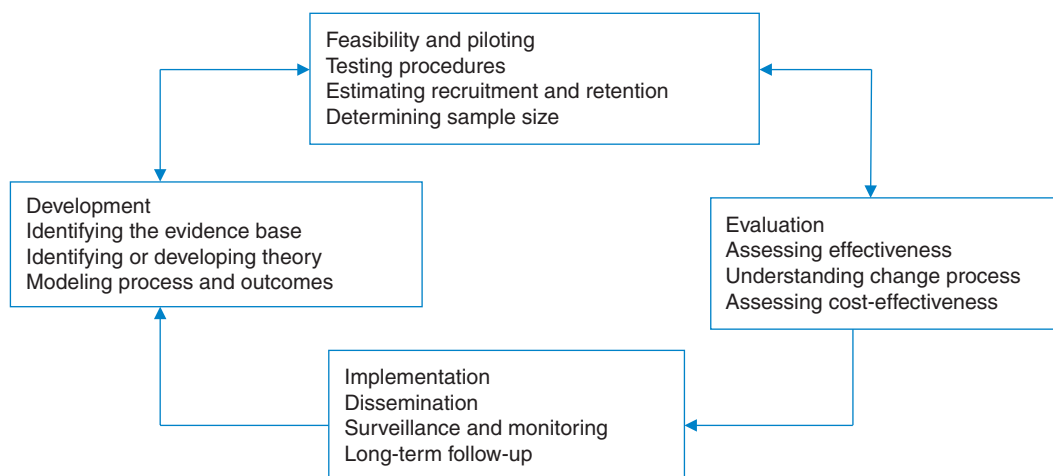 Feasibility and piloting
Testing procedures
Estimating recruitment and retention
Determining sample size
Development
Identifying the evidence base
Identifying or developing theory
Modeling process and outcomes
Evaluation
Assessing effectiveness
Understanding change process
Assessing cost-effectiveness
Implementation
Dissemination
Surveillance and monitoring
Long-term follow-up